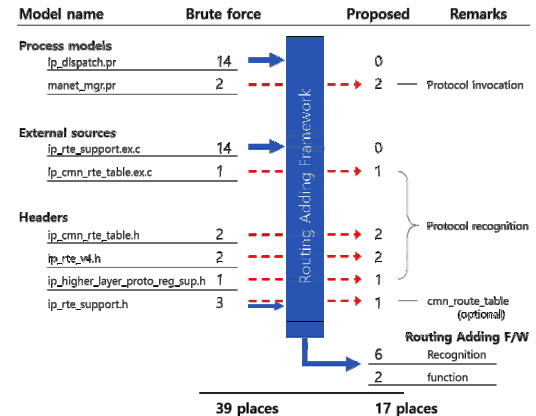 Model name Brute force Proposed Remarks
Process models
ip_dispatch.pr 14 0
manet_mgr.pr 2 2 Protocol invocation
External sources
ip_rte_support.ex.c 14 0
ip_cmn_rte_table.ex.c 1 1
Routing Adding Framework
Protocol recognition
Headers
ip_cmn_rte_table.h 2 2
ip_rte_v4.h 2 2
ip_higher_layer_proto_reg_sup.h 1 1
ip_rte_support.h 3 1 cmn_route_table
(optional)
Routing Adding F/W
6 Recognition
2 function
39 places 17 places